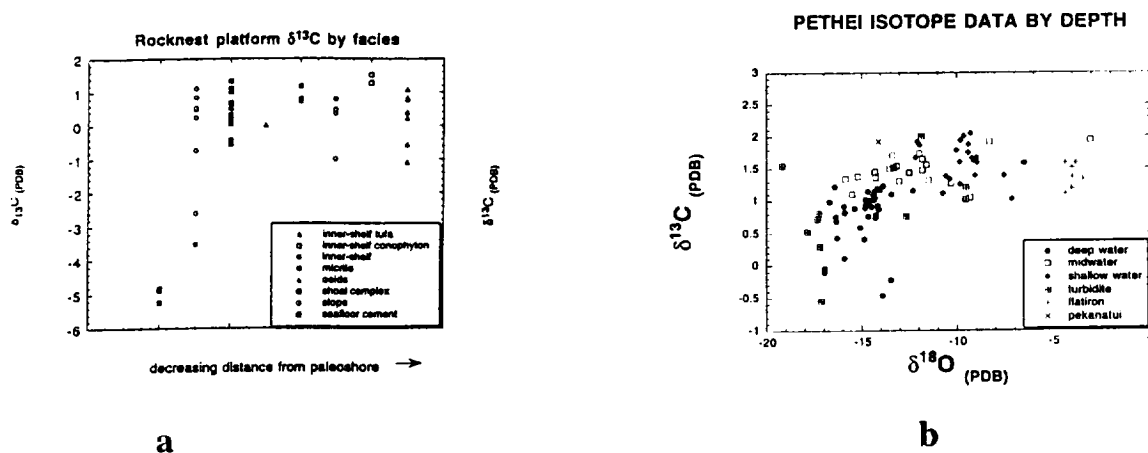 Rocknest platform δ13C by facies
2
1
0
-1
-2
-3
-4
-5
-6
δ13C (PDB)
inner-shelf tufa
inner-shelf conophyton
inner-shelf
micrite
ooids
shoal complex
slope
seafloor cement
decreasing distance from paleoshore →
a
PETHEI ISOTOPE DATA BY DEPTH
δ13C (PDB)
δ13C (PDB)
3
2.5
2
1.5
1
0.5
0
-0.5
-1
deep water
midwater
shallow water
turbidite
flatiron
pekanatui
-20
-15
-10
-5
δ18O (PDB)
b